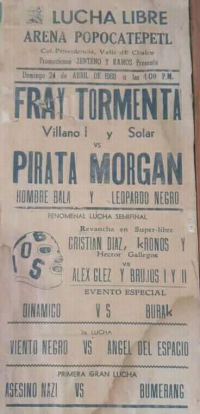 LUCHA LIBRE
ARENA POPOCATEPETL
Col. Providencia, Valle de Chalco
Promociones ZENTENO Y RAMOS Presenta
Domingo 24 de ABRIL DE a las 4.00 P.M.
FRAY TORMENTA
Villano I y Solar
vs
PIRATA MORGAN
HOMBRE BALA Y LEOPARDO NEGRO
FENOMENAL LUCHA SEMIFINAL
Revancha en Super-libre
CRISTIAN DIAZ, KRONOS Y
Hector Gallegos
vs
ALEX GLEZ Y BRUJOS I Y II
EVENTO ESPECIAL
DINAMICO VS BURAK
2a. LUCHA
VIENTO NEGRO VS ANGEL DEL ESPACIO
PRIMERA GRAN LUCHA
ASESINO NAZI VS BUMERANG